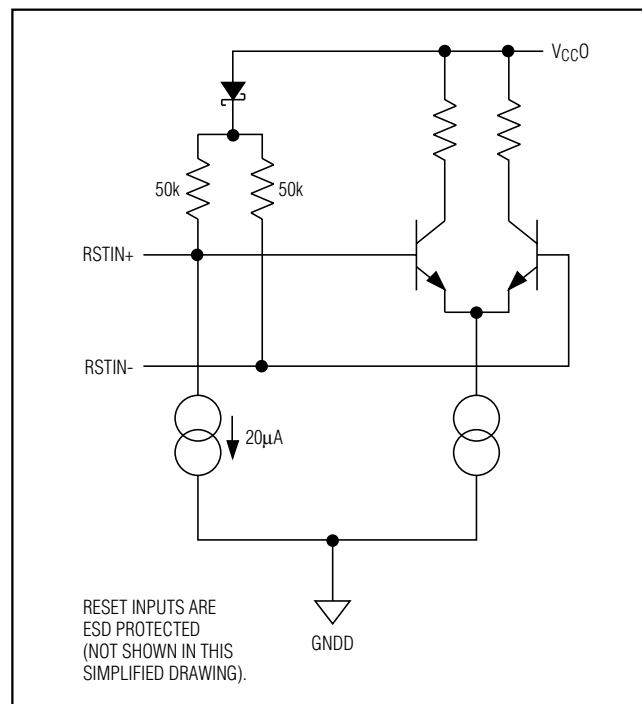 VCCO
50k
50k
RSTIN+
RSTIN-
20μA
RESET INPUTS ARE
ESD PROTECTED
(NOT SHOWN IN THIS
SIMPLIFIED DRAWING).
GNDD